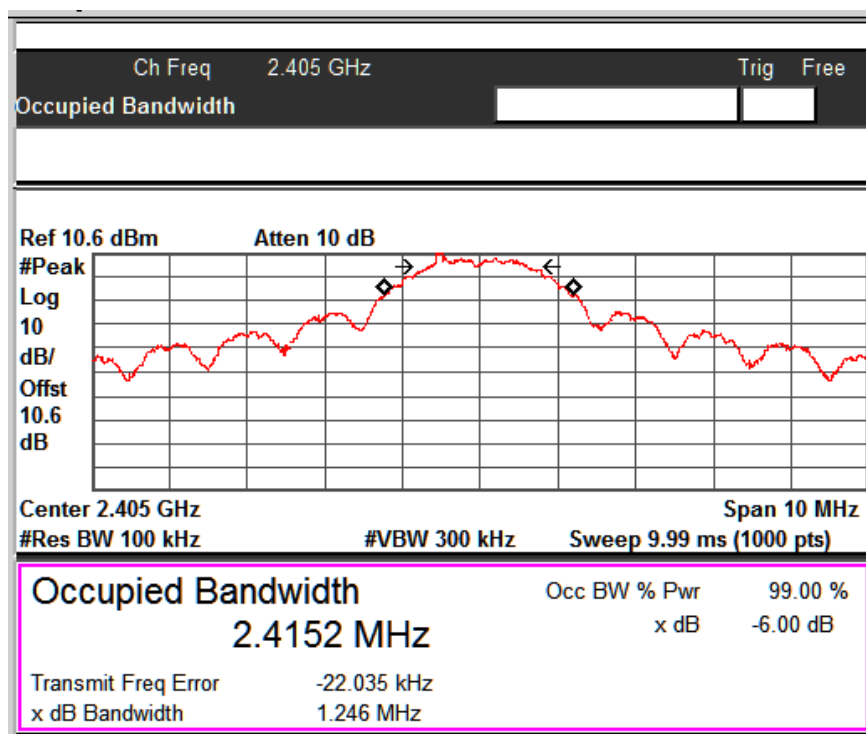 Ch Freq 2.405 GHz Trig Free
Occupied Bandwidth
Ref 10.6 dBm Atten 10 dB
#Peak
Log
10
dB/
Offst
10.6
dB
Center 2.405 GHz Span 10 MHz
#Res BW 100 kHz #VBW 300 kHz Sweep 9.99 ms (1000 pts)
Occupied Bandwidth Occ BW % Pwr 99.00 %
2.4152 MHz x dB -6.00 dB
Transmit Freq Error -22.035 kHz
x dB Bandwidth 1.246 MHz